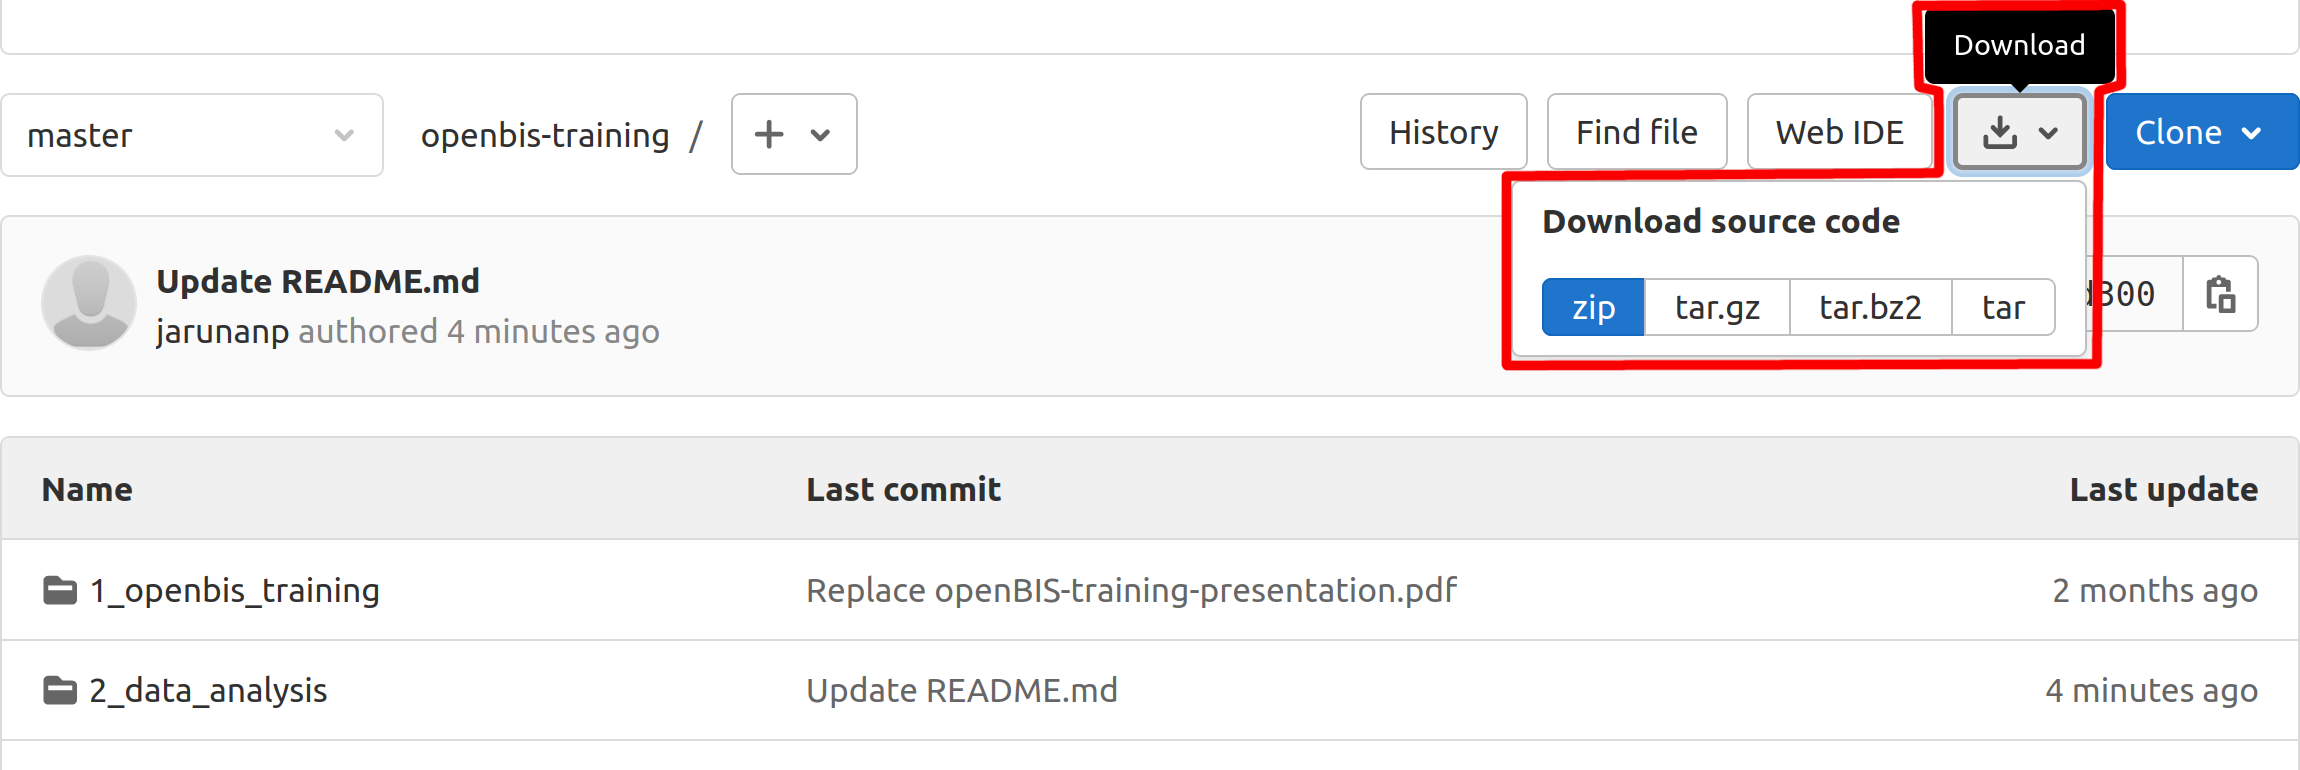 Download
master openbis-training / History Find file Web IDE Clone
Download source code
zip tar.gz tar.bz2 tar
Update README.md
jarunanp authored 4 minutes ago
300
Name Last commit Last update
1_openbis_training Replace openBIS-training-presentation.pdf 2 months ago
2_data_analysis Update README.md 4 minutes ago